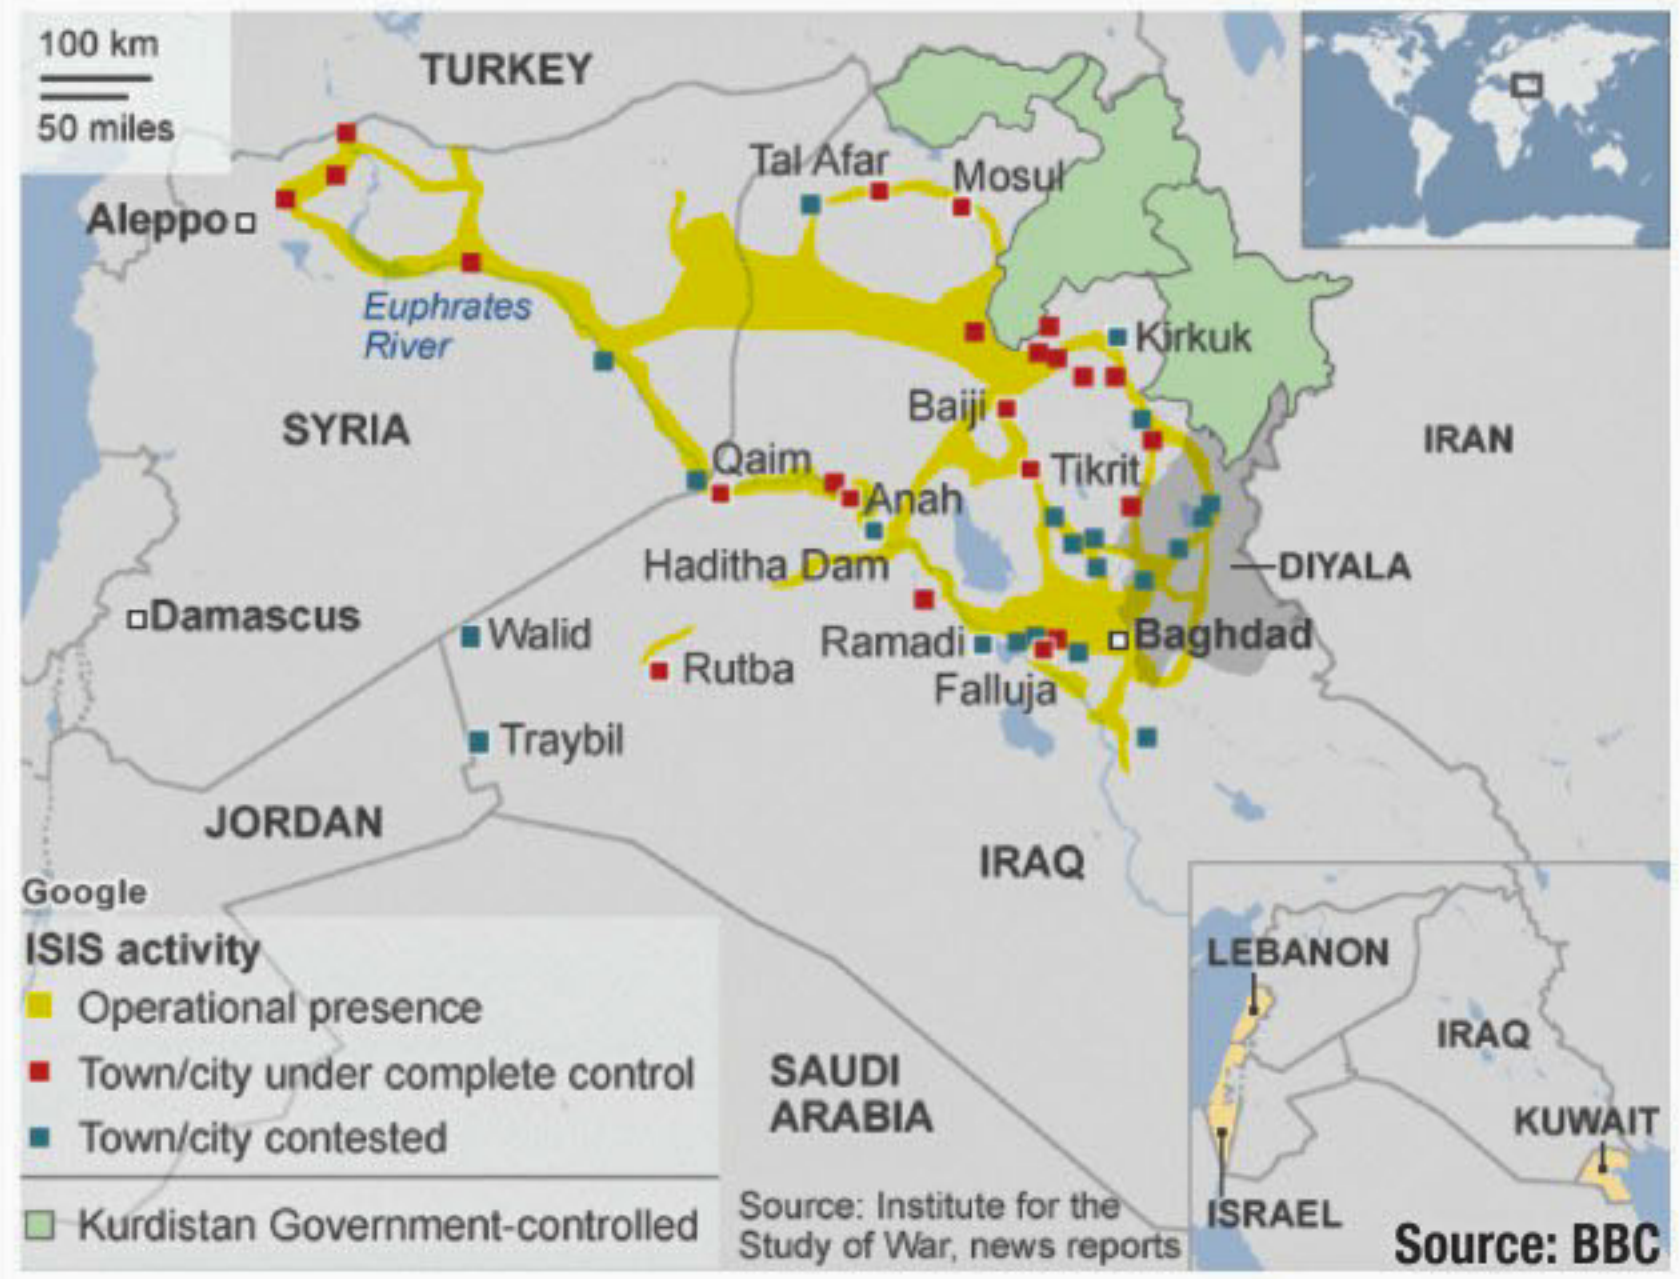 100 km
50 miles
TURKEY
Tal Afar
Mosul
Aleppo
Euphrates
River
Kirkuk
Baiji
SYRIA
IRAN
Qaim
Tikrit
Anah
Haditha Dam
DIYALA
Damascus
Walid
Ramadi
Baghdad
Rutba
Falluja
Traybil
JORDAN
IRAQ
Google
ISIS activity
Operational presence
Town/city under complete control
Town/city contested
Kurdistan Government-controlled
SAUDI
ARABIA
Source: Institute for the
Study of War, news reports
LEBANON
IRAQ
KUWAIT
ISRAEL
Source: BBC